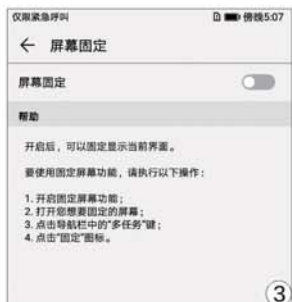 仅限紧急呼叫 傍晚5:07
← 屏幕固定
屏幕固定
帮助
开启后，可以固定显示当前界面。
要使用固定屏幕功能，请执行以下操作：
1. 开启固定屏幕功能；
2. 打开您想要固定的屏幕；
3. 点击导航栏中的“多任务”键；
4. 点击“固定”图标。
③